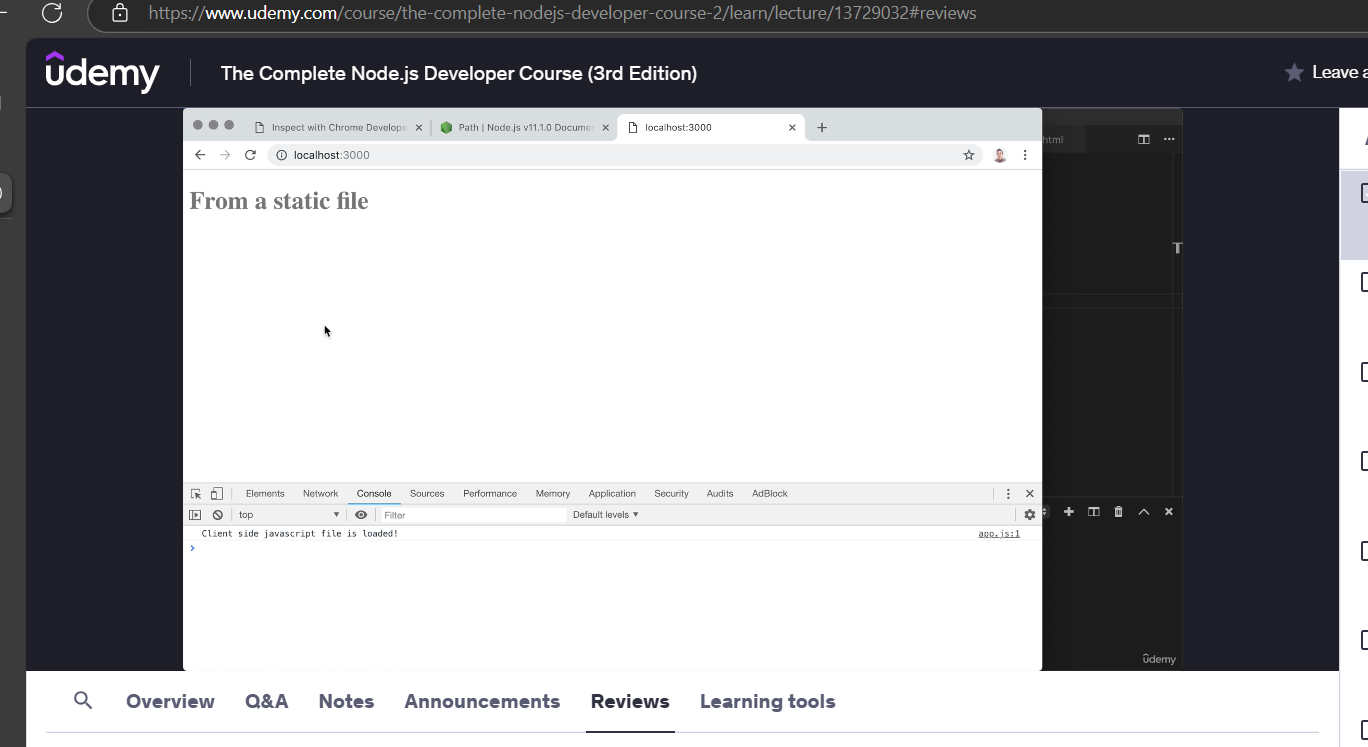 https://www.udemy.com/course/the-complete-nodejs-developer-course-2/learn/lecture/13729032#reviews
udemy
The Complete Node.js Developer Course (3rd Edition)
Leave a
Inspect with Chrome Develope
Path | Node.js v11.1.0 Docume
localhost:3000
html
localhost:3000
From a static file
T
Elements Network Console Sources Performance Memory Application Security Audits AdBlock
top Filter Default levels
Client side javascript file is loaded! app.js:1
udemy
Overview Q&A Notes Announcements Reviews Learning tools